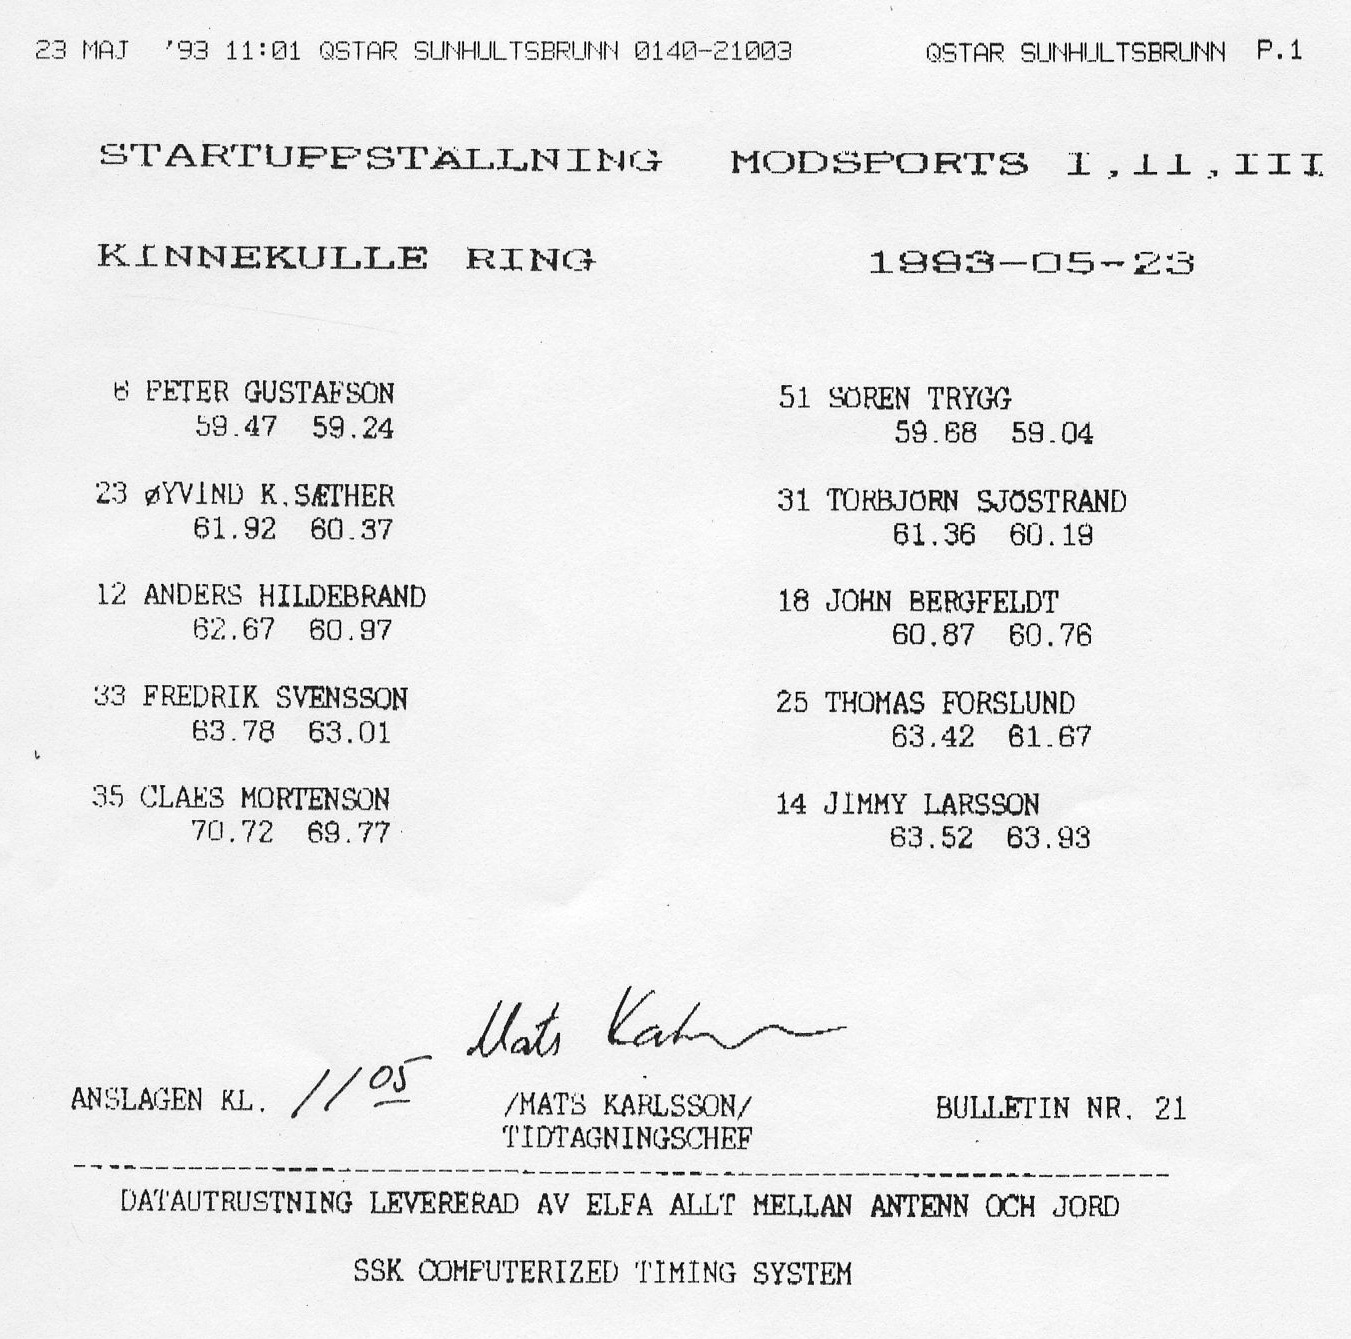 23 MAJ '93 11:01 QSTAR SUNHULTSBRUNN 0140-21003 QSTAR SUNHULTSBRUNN P.1
STARTUPPSTÄLLNING MODSPORTS I,II,III
KINNEKULLE RING 1993-05-23
6 PETER GUSTAFSON 51 SÖREN TRYGG
59.47 59.24 59.68 59.04
23 ØYVIND K.SÆTHER 31 TORBJÖRN SJÖSTRAND
61.92 60.37 61.36 60.19
12 ANDERS HILDEBRAND 18 JOHN BERGFELDT
62.67 60.97 60.87 60.76
33 FREDRIK SVENSSON 25 THOMAS FORSLUND
63.78 63.01 63.42 61.67
35 CLAES MORTENSON 14 JIMMY LARSSON
70.72 69.77 63.52 63.93
Mats Karlsson
ANSLAGEN KL. 11 05 /MATS KARLSSON/ BULLETIN NR. 21
TIDTAGNINGSCHEF
DATAUTRUSTNING LEVERERAD AV ELFA ALLT MELLAN ANTENN OCH JORD
SSK COMPUTERIZED TIMING SYSTEM